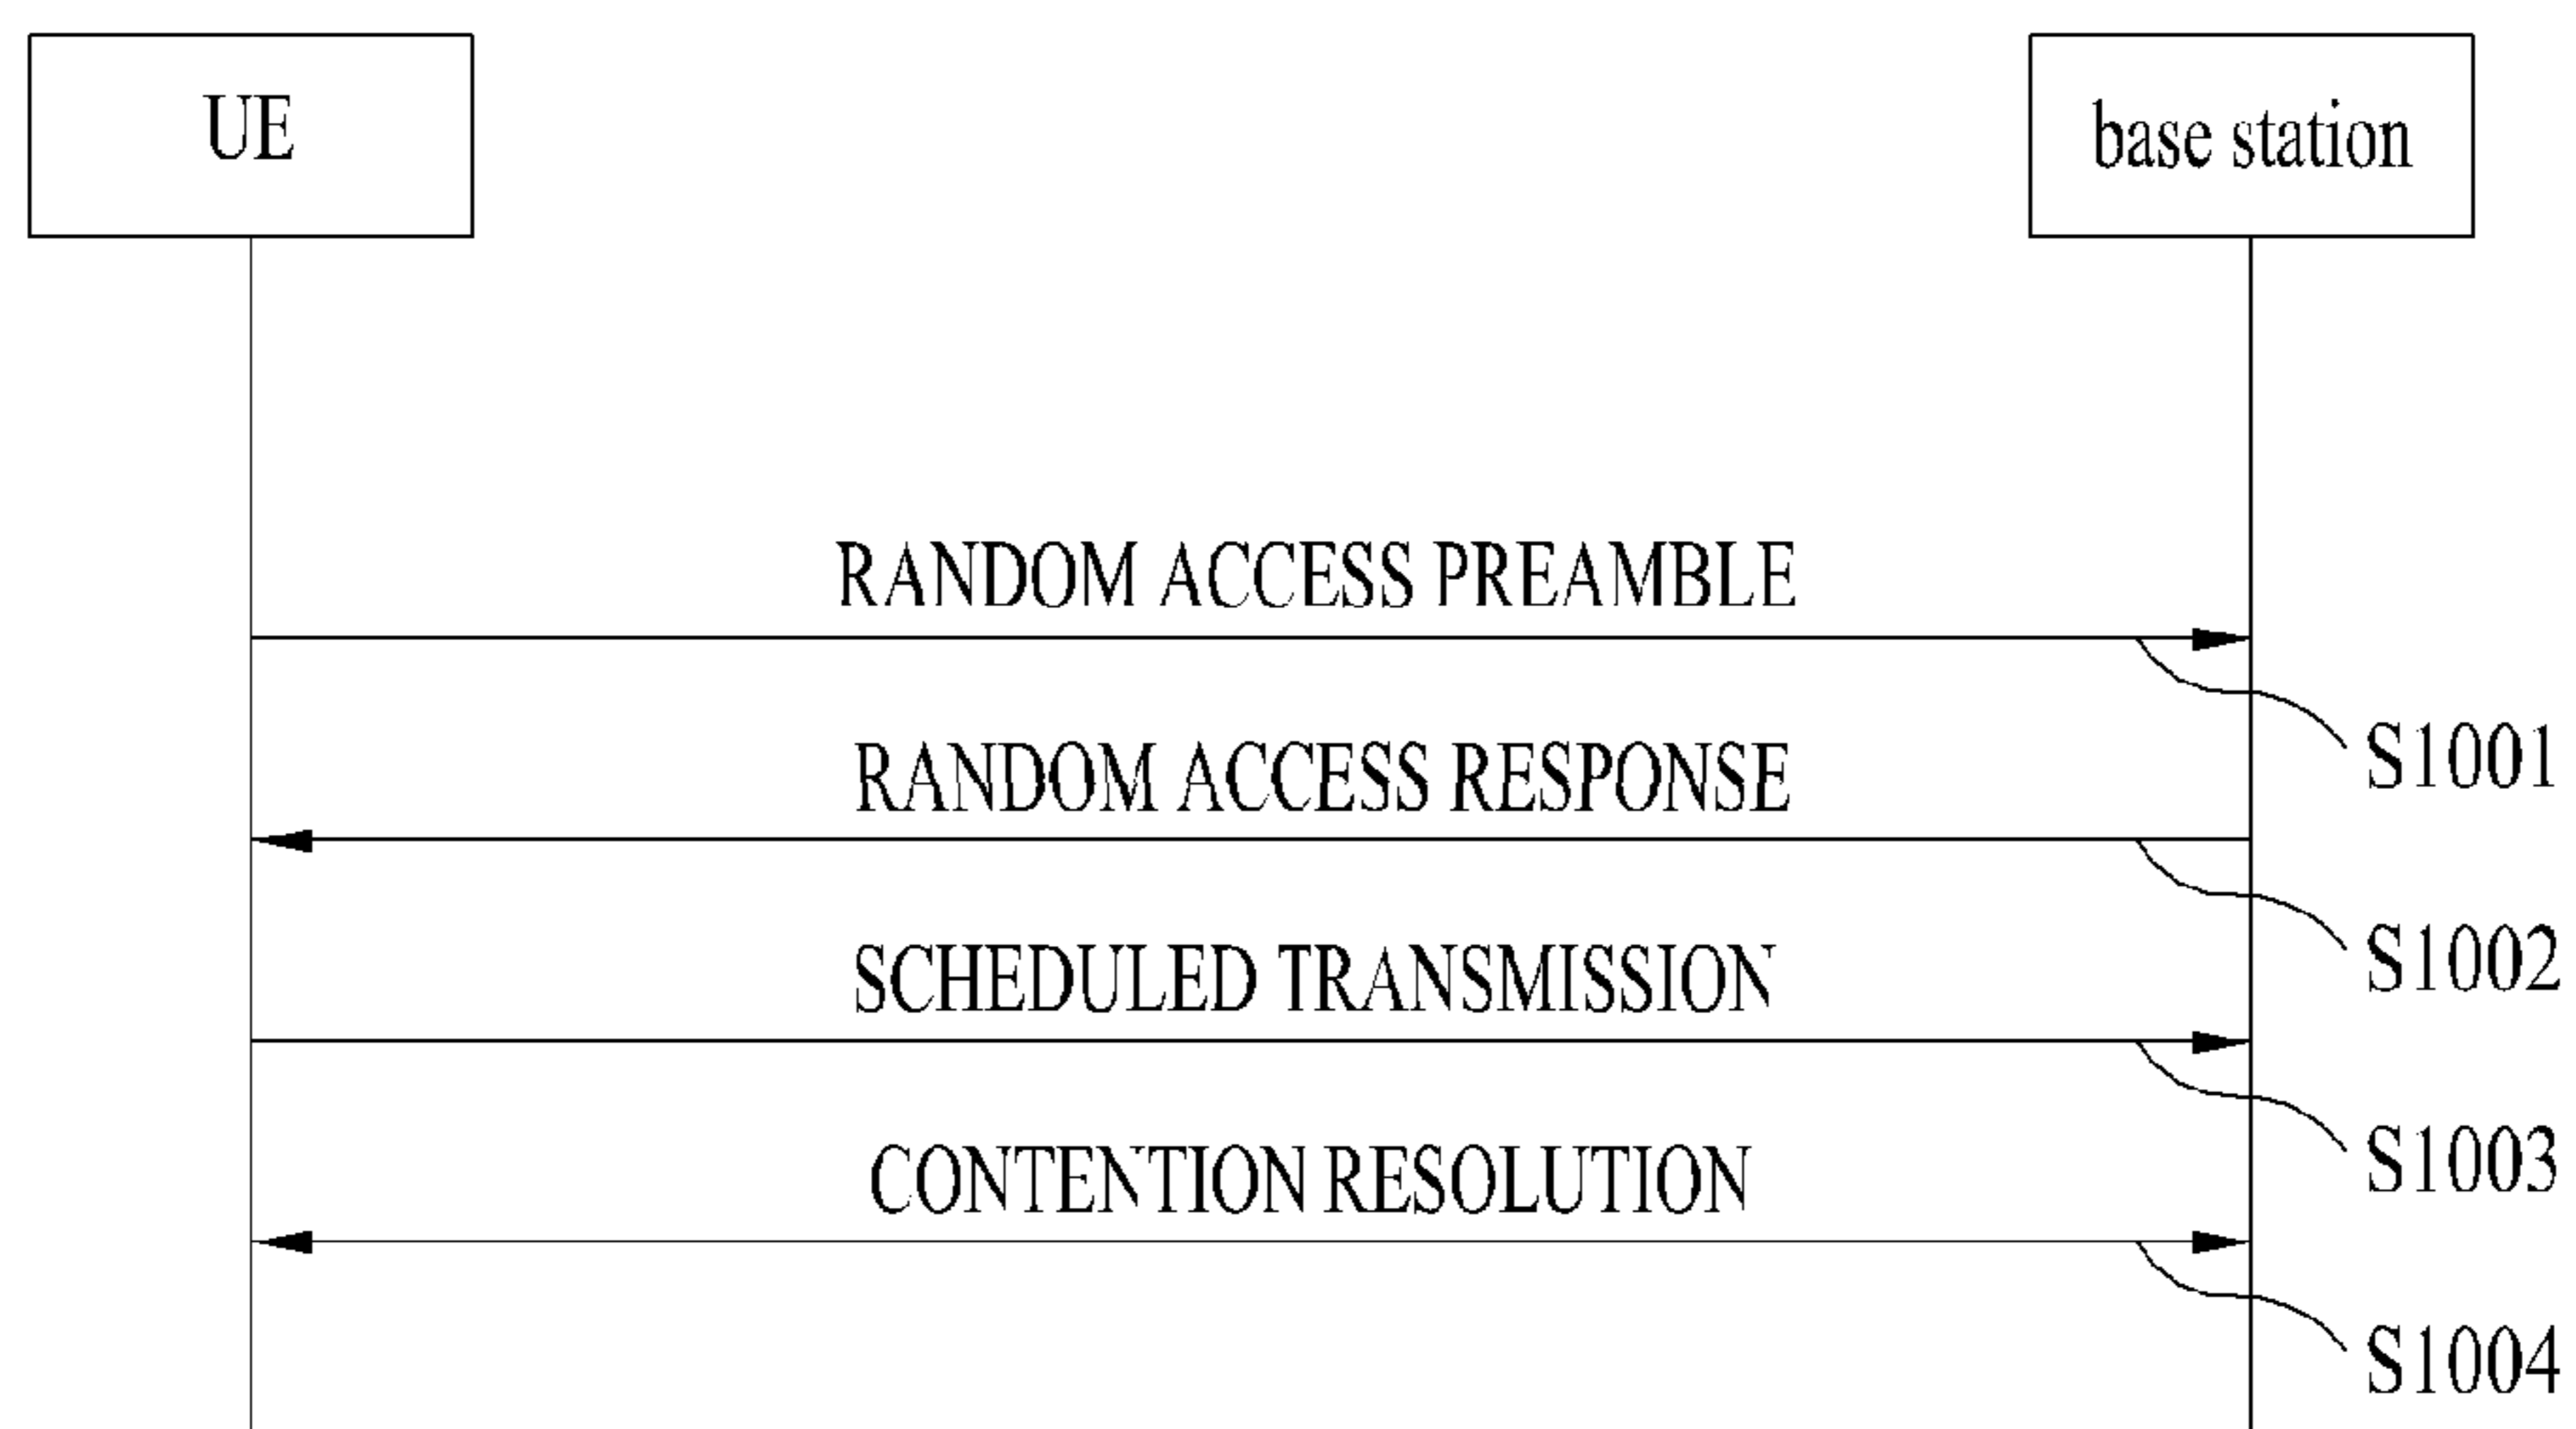 UE
base station
RANDOM ACCESS PREAMBLE
S1001
RANDOM ACCESS RESPONSE
S1002
SCHEDULED TRANSMISSION
S1003
CONTENTION RESOLUTION
S1004